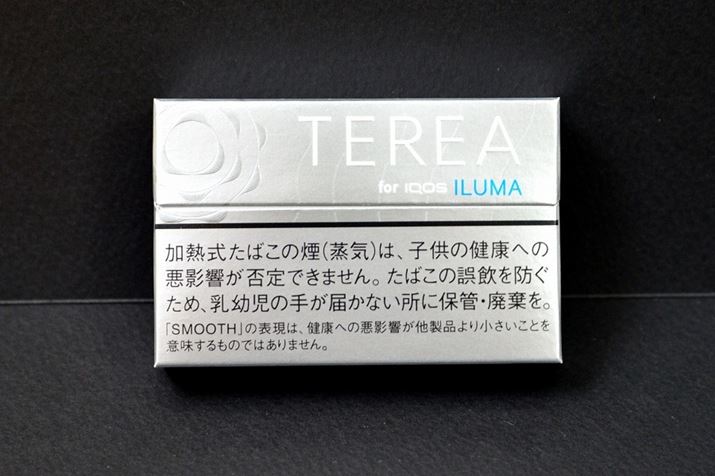 TEREA
for IQOS ILUMA
加熱式たばこの煙(蒸気)は、子供の健康への
悪影響が否定できません。たばこの誤飲を防ぐ
ため、乳幼児の手が届かない所に保管・廃棄を。
「SMOOTH」の表現は、健康への悪影響が他製品より小さいことを
意味するものではありません。